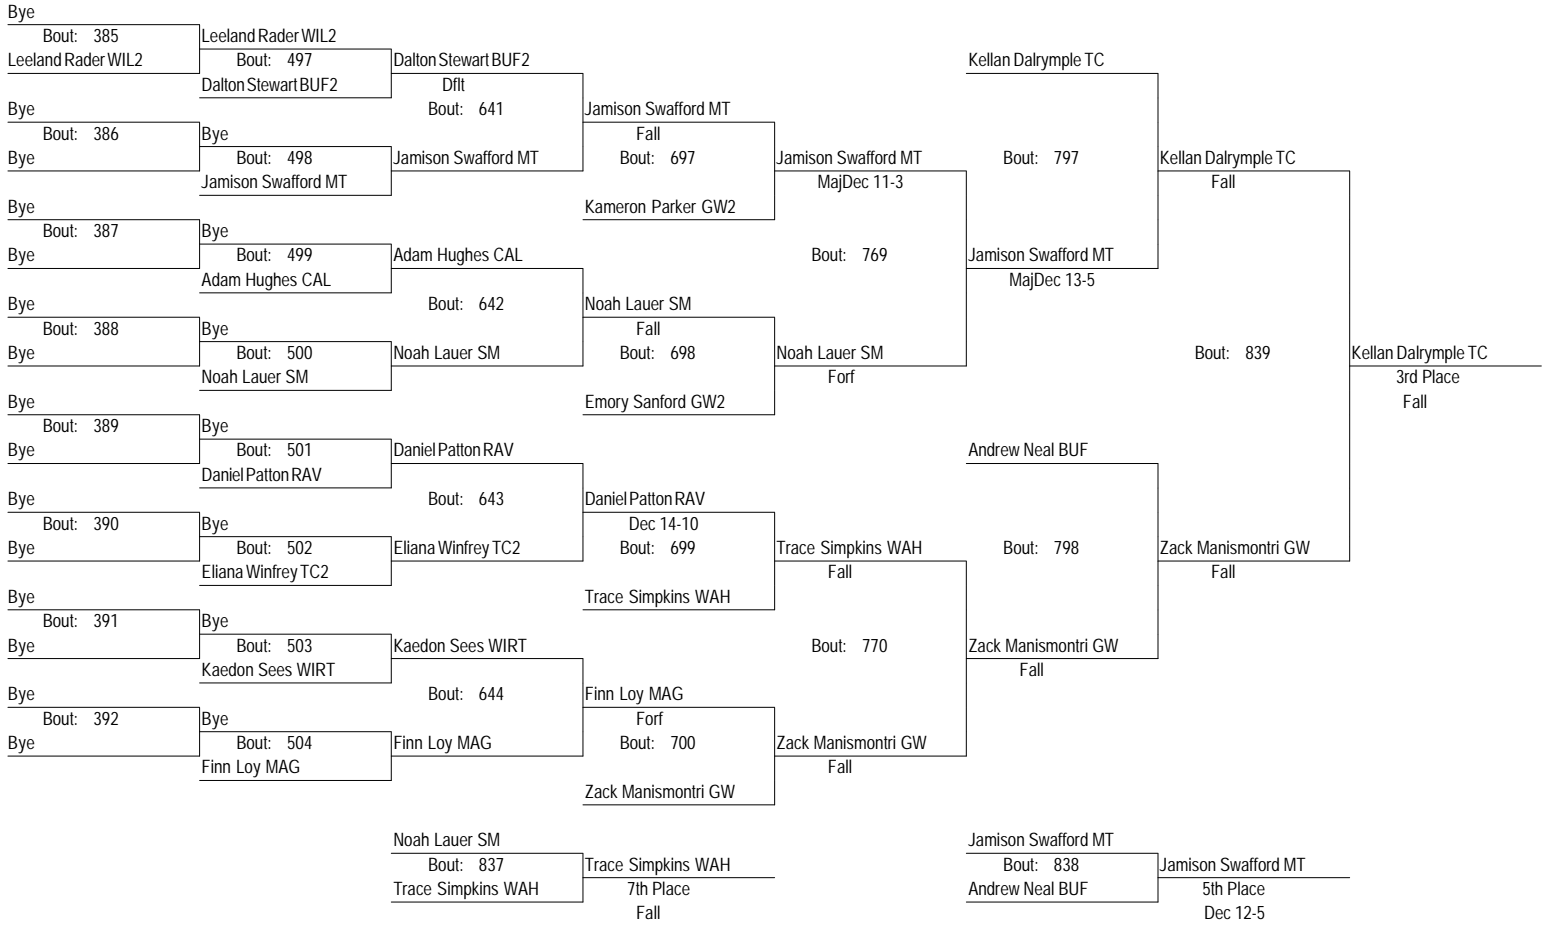 Bye
Bout: 385
Leeland Rader WIL2
Bye
Bout: 386
Bye
Bye
Bout: 387
Bye
Bye
Bout: 388
Bye
Bye
Bout: 389
Bye
Bye
Bout: 390
Bye
Bye
Bout: 391
Bye
Bye
Bout: 392
Bye
Leeland Rader WIL2
Bout: 497
Dalton Stewart BUF2
Bye
Bout: 498
Jamison Swafford MT
Bye
Bout: 499
Adam Hughes CAL
Bye
Bout: 500
Noah Lauer SM
Bye
Bout: 501
Daniel Patton RAV
Bye
Bout: 502
Eliana Winfrey TC2
Bye
Bout: 503
Kaedon Sees WIRT
Bye
Bout: 504
Finn Loy MAG
Dalton Stewart BUF2
Dflt
Bout: 641
Jamison Swafford MT
Adam Hughes CAL
Bout: 642
Noah Lauer SM
Daniel Patton RAV
Bout: 643
Eliana Winfrey TC2
Kaedon Sees WIRT
Bout: 644
Finn Loy MAG
Jamison Swafford MT
Fall
Bout: 697
Kameron Parker GW2
Noah Lauer SM
Fall
Bout: 698
Emory Sanford GW2
Daniel Patton RAV
Dec 14-10
Bout: 699
Trace Simpkins WAH
Finn Loy MAG
Forf
Bout: 700
Zack Manismontri GW
Jamison Swafford MT
MajDec 11-3
Bout: 769
Noah Lauer SM
Forf
Trace Simpkins WAH
Fall
Bout: 770
Zack Manismontri GW
Fall
Kellan Dalrymple TC
Bout: 797
Jamison Swafford MT
MajDec 13-5
Andrew Neal BUF
Bout: 798
Zack Manismontri GW
Fall
Kellan Dalrymple TC
Fall
Bout: 839
Zack Manismontri GW
Fall
Kellan Dalrymple TC
3rd Place
Fall
Noah Lauer SM
Bout: 837
Trace Simpkins WAH
Trace Simpkins WAH
7th Place
Fall
Jamison Swafford MT
Bout: 838
Andrew Neal BUF
Jamison Swafford MT
5th Place
Dec 12-5